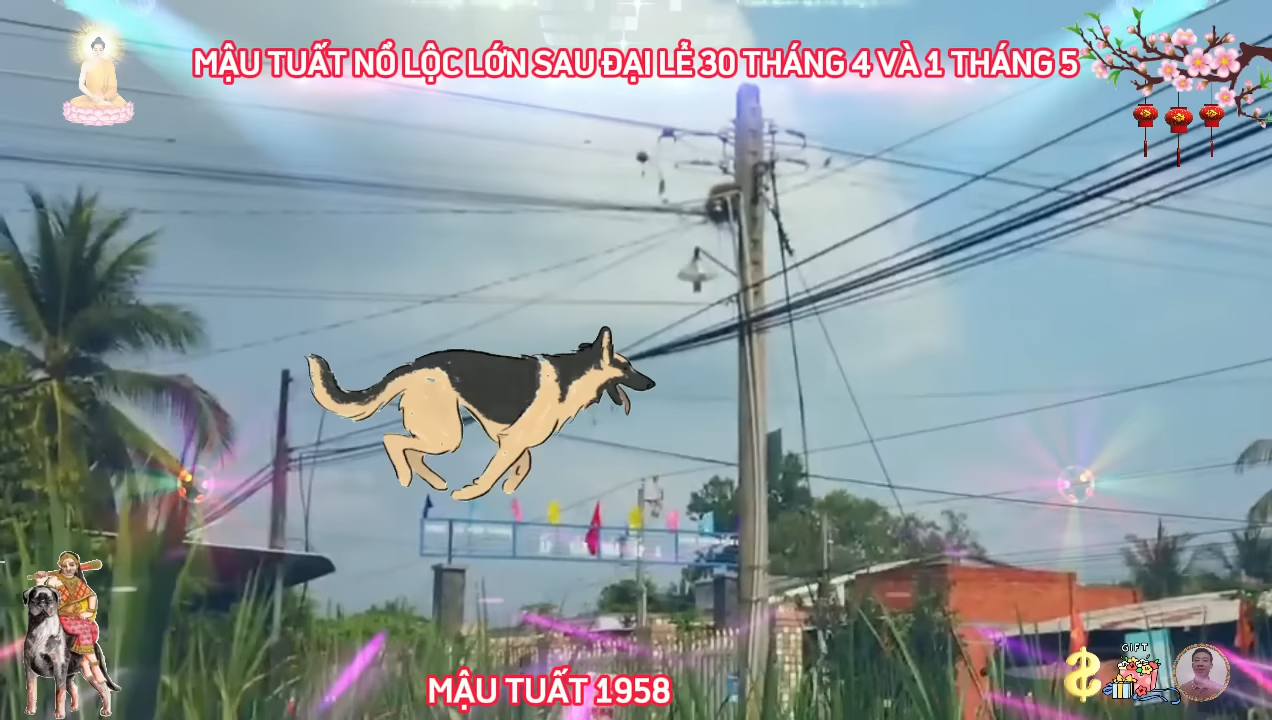 MẬU TUẤT NỔ LỘC LỚN SAU ĐẠI LỄ 30 THÁNG 4 VÀ 1 THÁNG 5
MẬU TUẤT 1958
GIFT